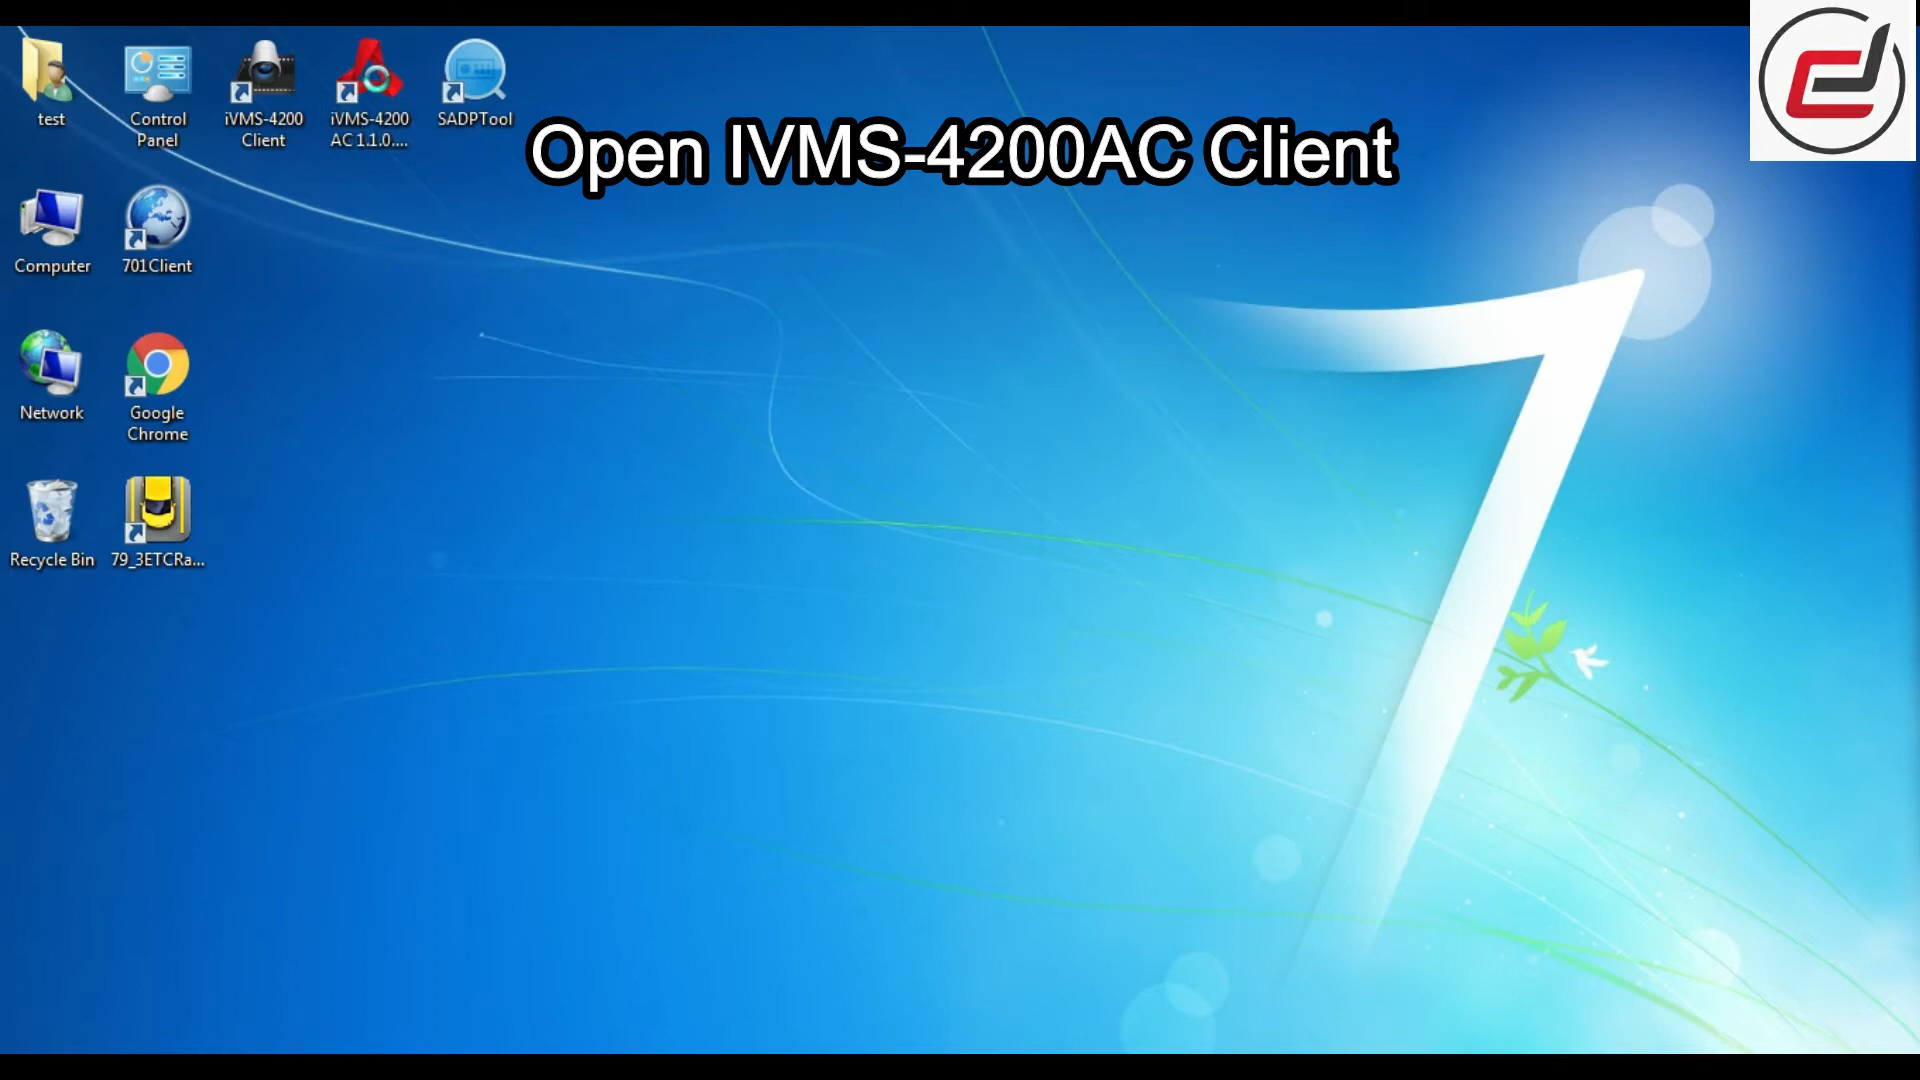 test
Control
Panel
iVMS-4200
Client
iVMS-4200
AC 1.1.0....
SADPTool
Open IVMS-4200AC Client
Computer
701Client
Network
Google
Chrome
Recycle Bin
79_3ETCRa...
7